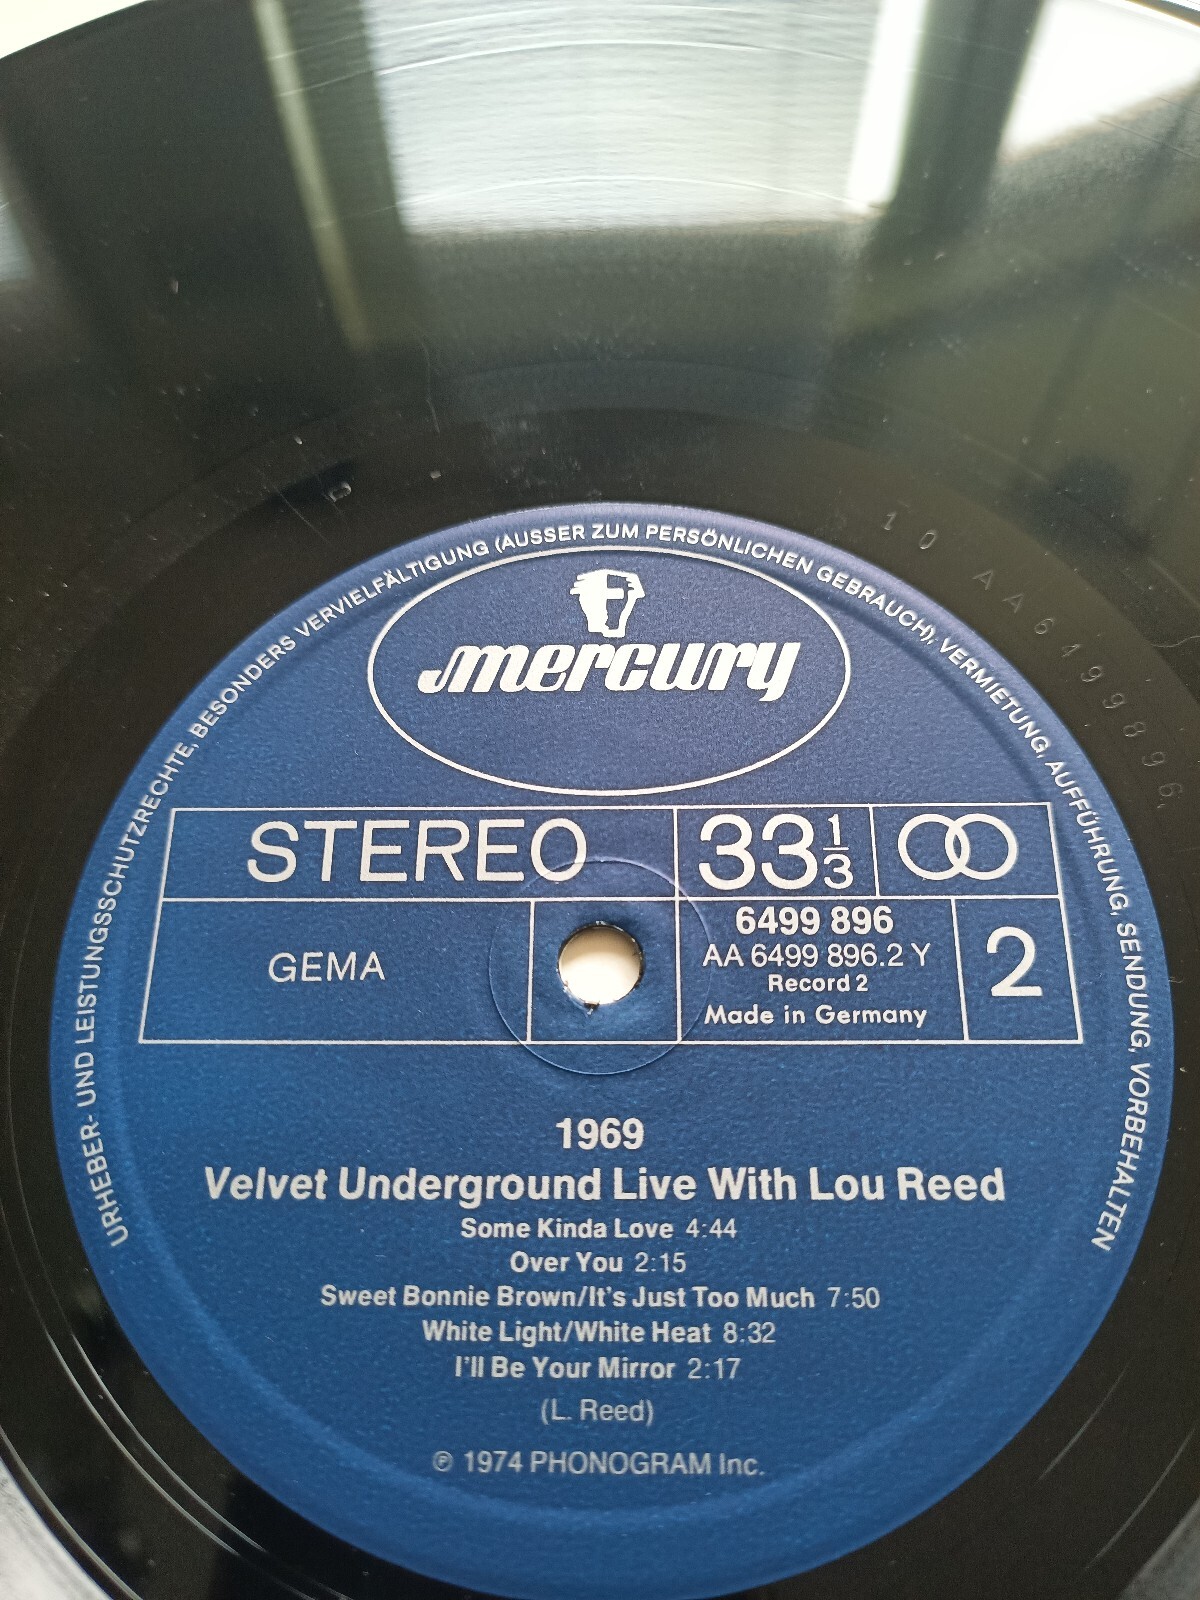 URHEBER- UND LEISTUNGSSCHUTZRECHTE, BESONDERS VERVIELFÄLTIGUNG (AUSSER ZUM PERSÖNLICHEN GEBRAUCH), VERMIETUNG, AUFFÜHRUNG, SENDUNG, VORBEHALTEN
10 AA6499896.
mercury
STEREO 33 1/3
GEMA
6499 896
AA 6499 896.2 Y
Record 2
Made in Germany
2
1969
Velvet Underground Live With Lou Reed
Some Kinda Love 4:44
Over You 2:15
Sweet Bonnie Brown/It's Just Too Much 7:50
White Light/White Heat 8:32
I'll Be Your Mirror 2:17
(L. Reed)
℗ 1974 PHONOGRAM Inc.